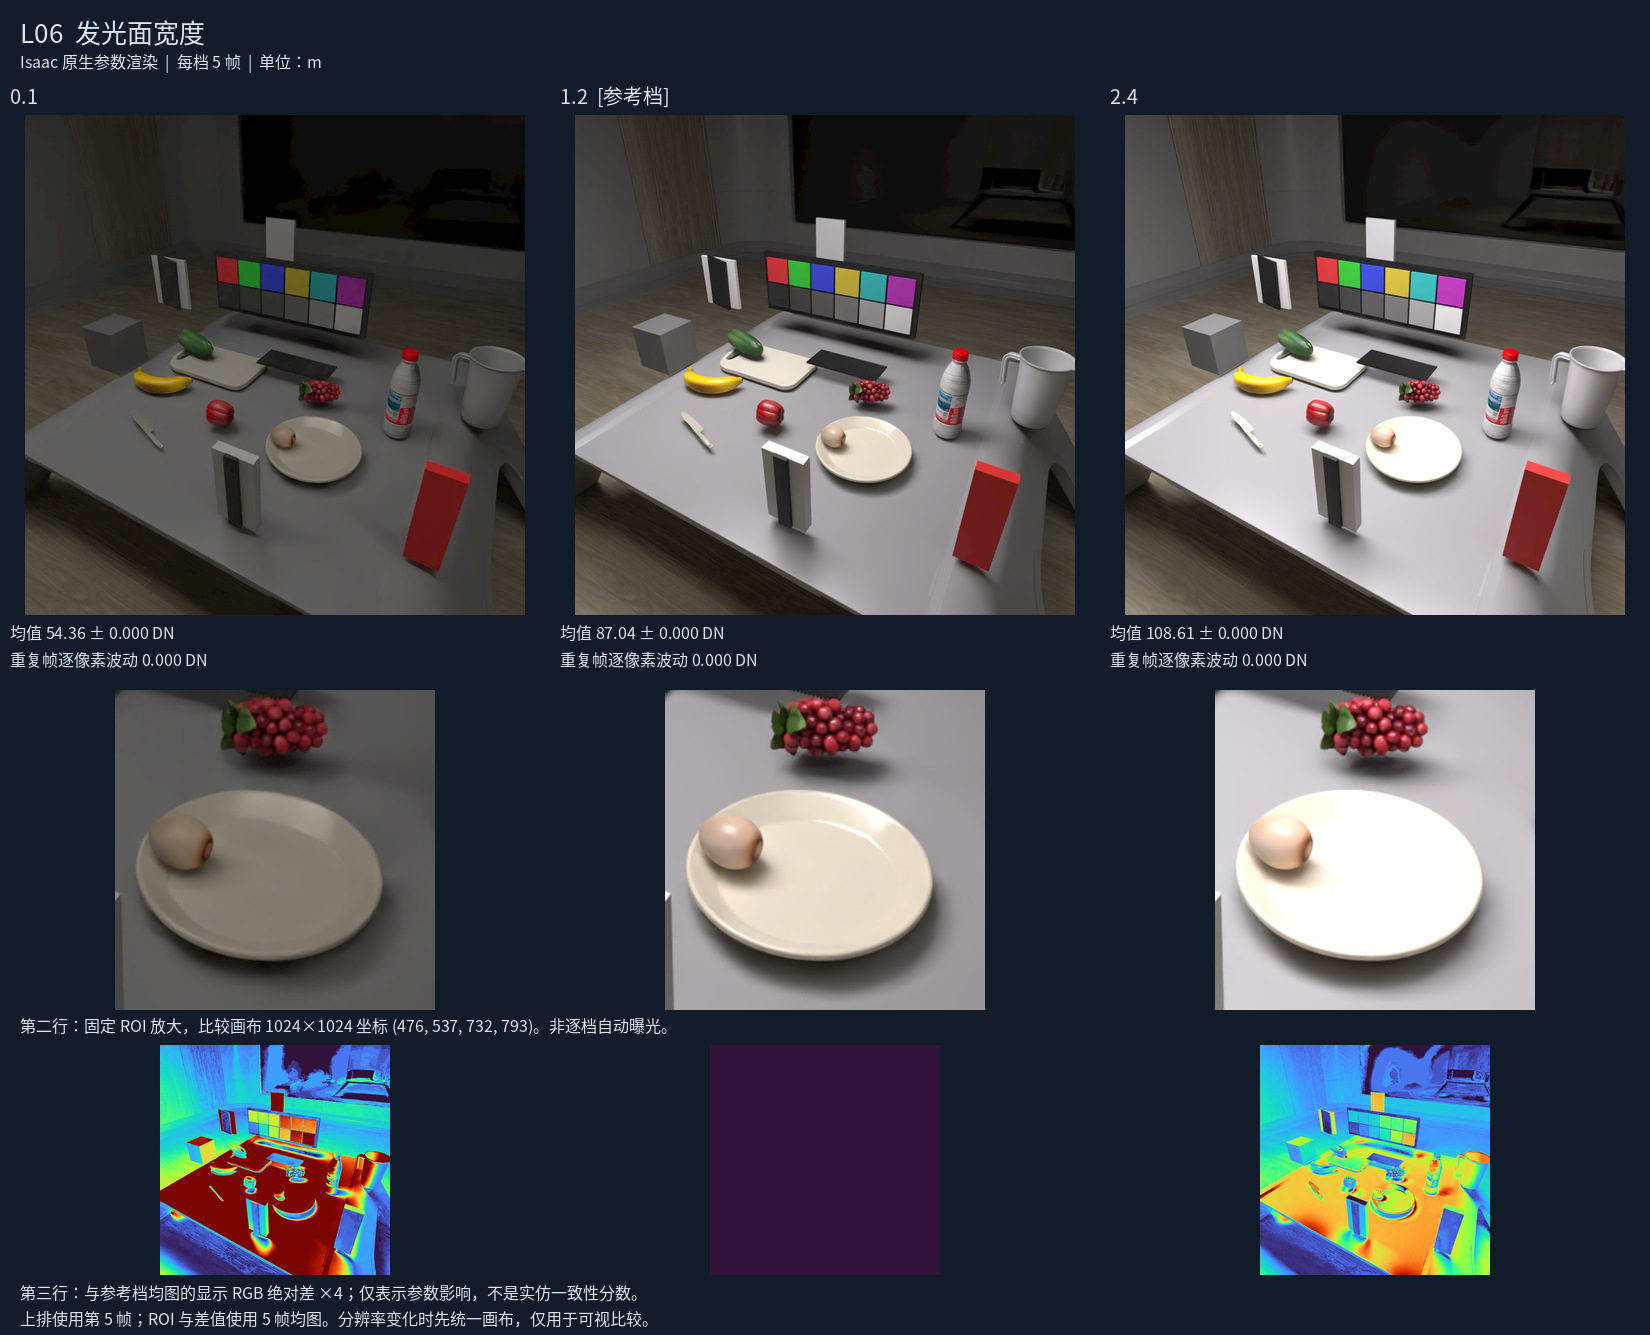 L06 发光面宽度
Isaac 原生参数渲染 | 每档 5 帧 | 单位：m
0.1
1.2 [参考档]
2.4
均值 54.36 ± 0.000 DN
重复帧逐像素波动 0.000 DN
均值 87.04 ± 0.000 DN
重复帧逐像素波动 0.000 DN
均值 108.61 ± 0.000 DN
重复帧逐像素波动 0.000 DN
第二行：固定 ROI 放大，比较画布 1024×1024 坐标 (476, 537, 732, 793)。非逐档自动曝光。
第三行：与参考档均图的显示 RGB 绝对差 ×4；仅表示参数影响，不是实仿一致性分数。
上排使用第 5 帧；ROI 与差值使用 5 帧均图。分辨率变化时先统一画布，仅用于可视比较。